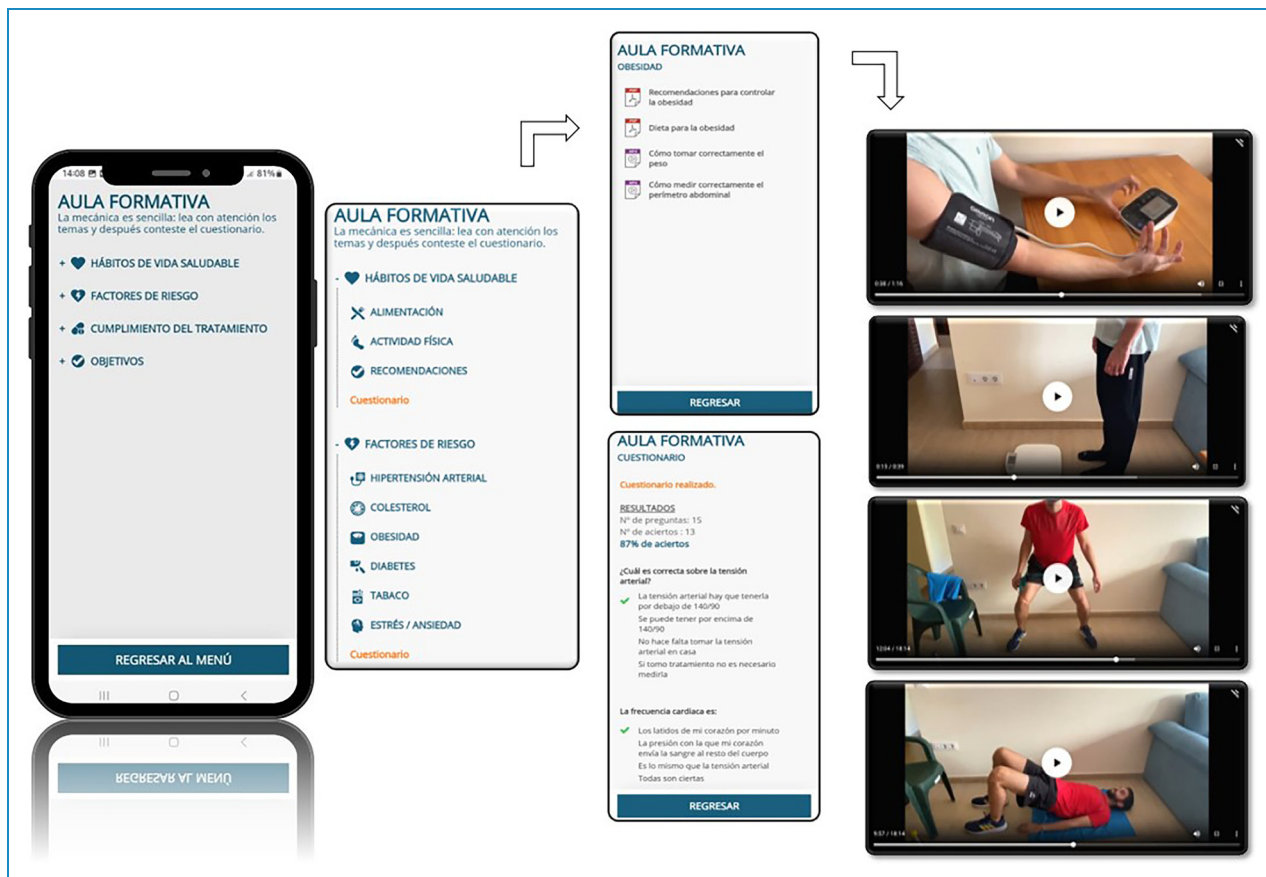 14:08
81%
AULA FORMATIVA
La mecánica es sencilla: lea con atención los
temas y después conteste el cuestionario.
+ HÁBITOS DE VIDA SALUDABLE
+ FACTORES DE RIESGO
+ CUMPLIMIENTO DEL TRATAMIENTO
+ OBJETIVOS
REGRESAR AL MENÚ
REGRESAR AL MENÚ
AULA FORMATIVA
La mecánica es sencilla: lea con atención los
temas y después conteste el cuestionario.
- HÁBITOS DE VIDA SALUDABLE
ALIMENTACIÓN
ACTIVIDAD FÍSICA
RECOMENDACIONES
Cuestionario
- FACTORES DE RIESGO
HIPERTENSIÓN ARTERIAL
COLESTEROL
OBESIDAD
DIABETES
TABACO
ESTRÉS / ANSIEDAD
Cuestionario
AULA FORMATIVA
OBESIDAD
PDF
Recomendaciones para controlar
la obesidad
PDF
Dieta para la obesidad
MP4
Cómo tomar correctamente el
peso
MP4
Cómo medir correctamente el
perímetro abdominal
REGRESAR
AULA FORMATIVA
CUESTIONARIO
Cuestionario realizado.
RESULTADOS
Nº de preguntas: 15
Nº de aciertos : 13
87% de aciertos
¿Cuál es correcta sobre la tensión
arterial?
La tensión arterial hay que tenerla
por debajo de 140/90
Se puede tener por encima de
140/90
No hace falta tomar la tensión
arterial en casa
Si tomo tratamiento no es necesario
medirla
La frecuencia cardíaca es:
Los latidos de mi corazón por minuto
La presión con la que mi corazón
envía la sangre al resto del cuerpo
Es lo mismo que la tensión arterial
Todas son ciertas
REGRESAR
OMRON
0:38 / 1:16
0:15 / 0:39
12:04 / 18:14
9:57 / 18:14